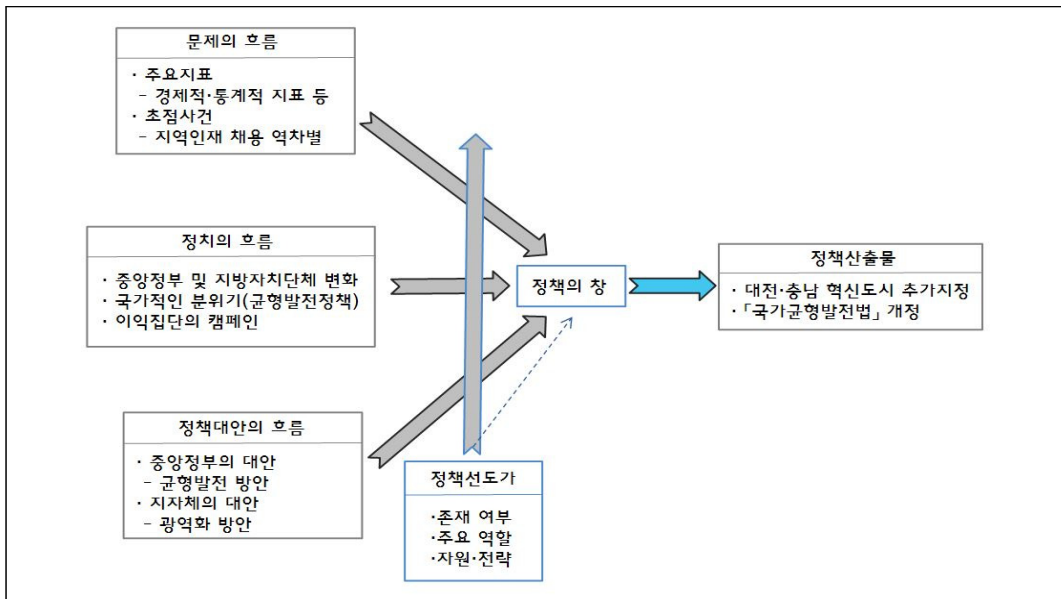 문제의 흐름
· 주요지표
- 경제적·통계적 지표 등
· 초점사건
- 지역인재 채용 역차별
정치의 흐름
· 중앙정부 및 지방자치단체 변화
· 국가적인 분위기(균형발전정책)
· 이익집단의 캠페인
정책대안의 흐름
· 중앙정부의 대안
- 균형발전 방안
· 지자체의 대안
- 광역화 방안
정책선도가
·존재 여부
·주요 역할
·자원·전략
정책의 창
정책산출물
· 대전·충남 혁신도시 추가지정
·「국가균형발전법」 개정